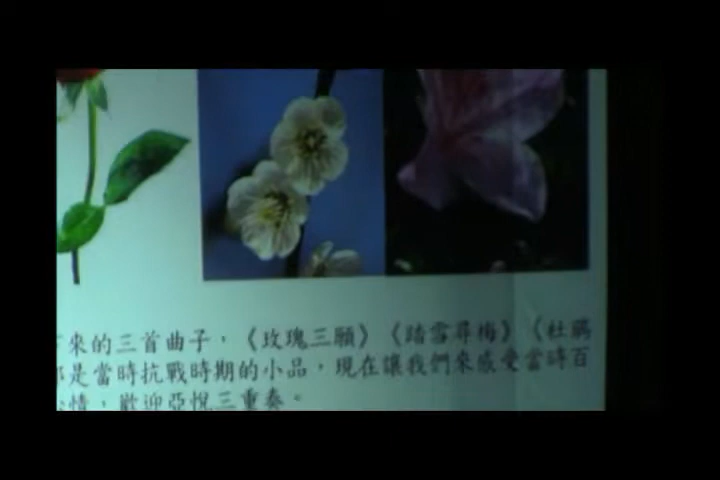 來的三首曲子，《玫瑰三願》《踏雪尋梅》《杜鵑
是當時抗戰時期的小品，現在讓我們來感受當時百
情，歡迎亞悅三重奏。